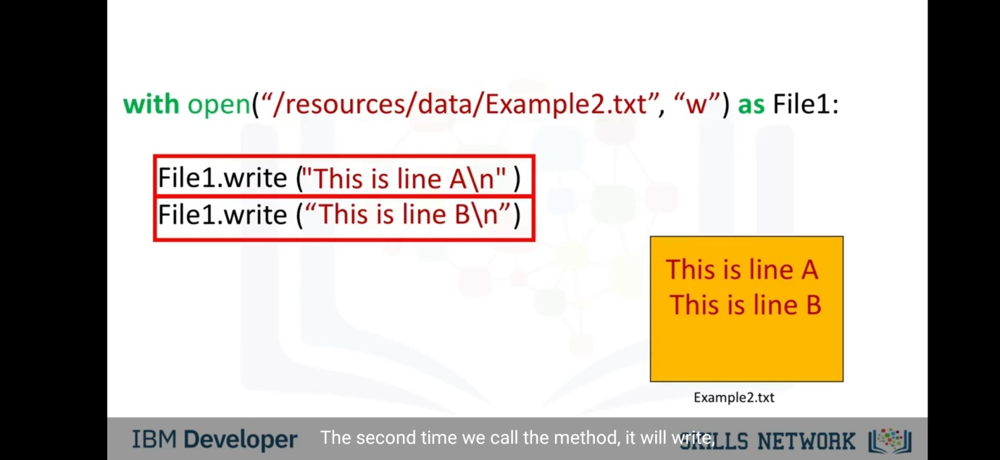 with open(“/resources/data/Example2.txt”, “w”) as File1:
File1.write ("This is line A\n" )
File1.write (“This is line B\n”)
This is line A
This is line B
Example2.txt
IBM Developer
The second time we call the method, it will write,
SKILLS NETWORK